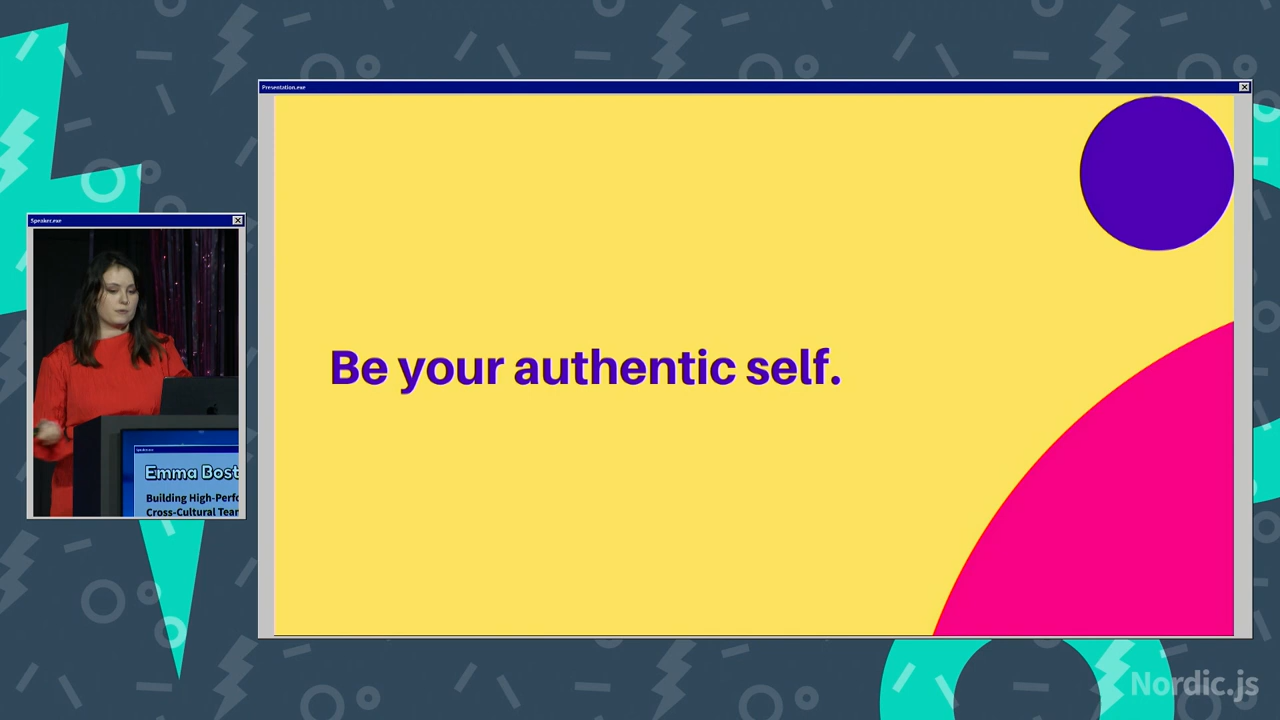 Presentation.exe
Speaker.exe
Be your authentic self.
Emma Bost
Building High-Perfo
Cross-Cultural Tear
Nordic.js